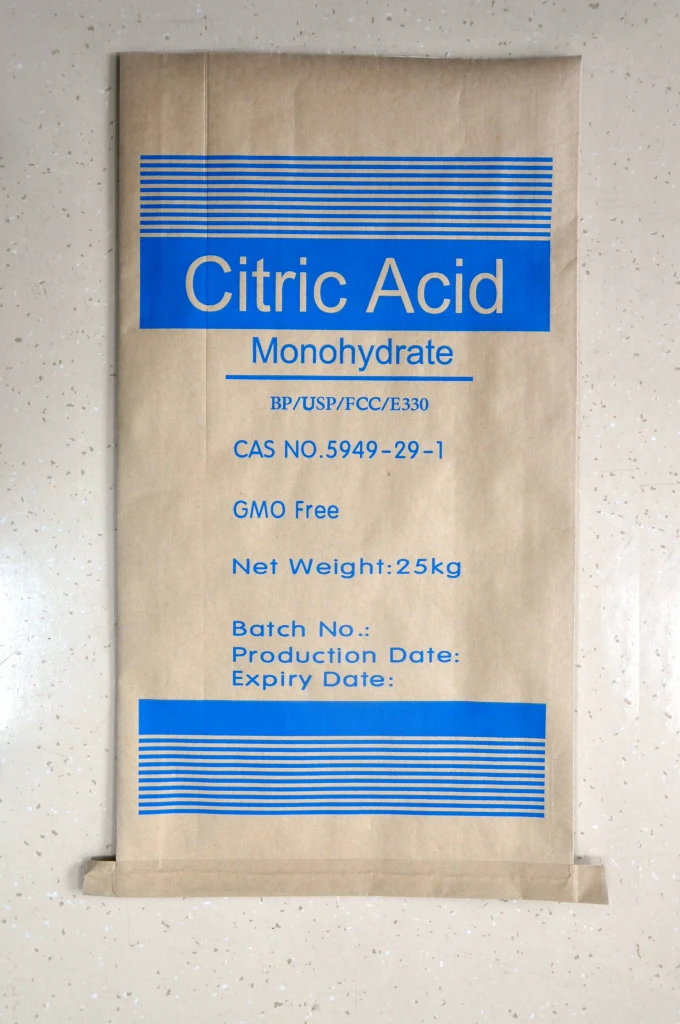 Citric Acid
Monohydrate
BP/USP/FCC/E330
CAS NO.5949-29-1
GMO Free
Net Weight:25kg
Batch No.:
Production Date:
Expiry Date: